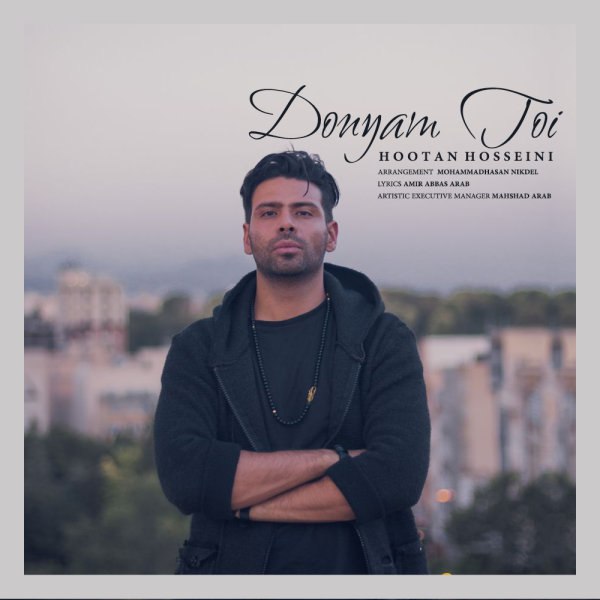 Donyam Toi
HOOTAN HOSSEINI
ARRANGEMENT MOHAMMADHASAN NIKDEL
LYRICS AMIR ABBAS ARAB
ARTISTIC EXECUTIVE MANAGER MAHSHAD ARAB